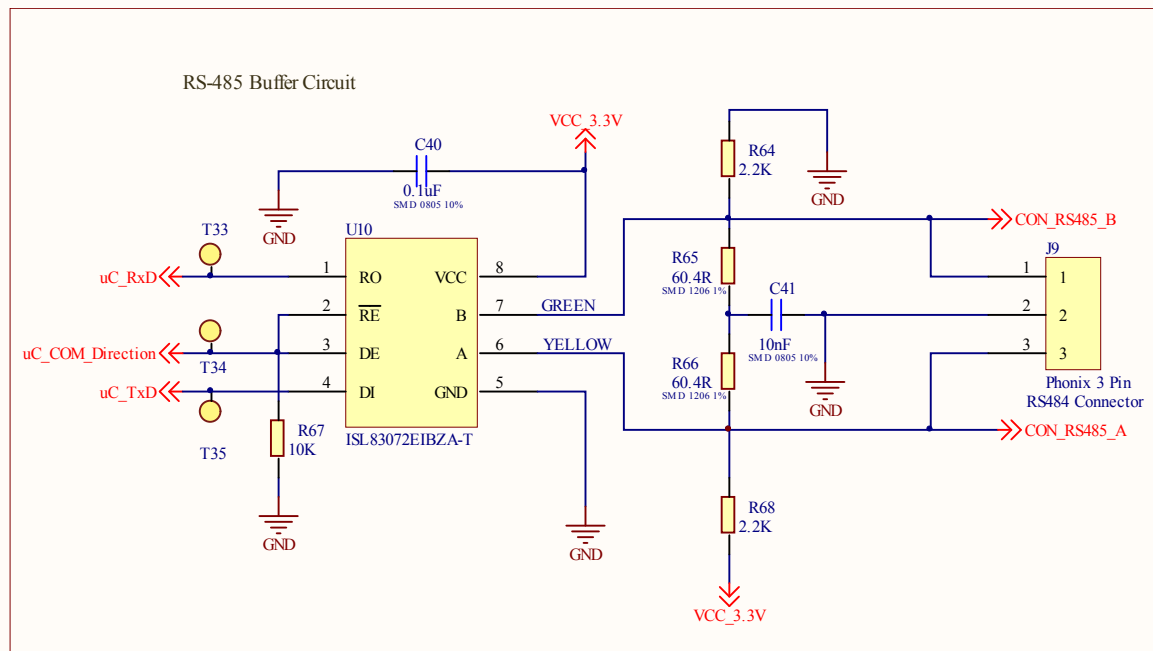 RS-485 Buffer Circuit
VCC_3.3V
C40
0.1uF
SMD 0805 10%
GND
R64
2.2K
GND
T33
U10
CON_RS485_B
J9
uC_RxD
1
RO
VCC
8
R65
60.4R
SMD 1206 1%
1
1
2
RE
B
7
GREEN
C41
10nF
SMD 0805 10%
2
2
uC_COM_Direction
T34
3
DE
A
6
YELLOW
R66
60.4R
SMD 1206 1%
3
3
uC_TxD
4
DI
GND
5
GND
Phonix 3 Pin
RS484 Connector
T35
R67
10K
ISL83072EIBZA-T
CON_RS485_A
GND
GND
R68
2.2K
VCC_3.3V